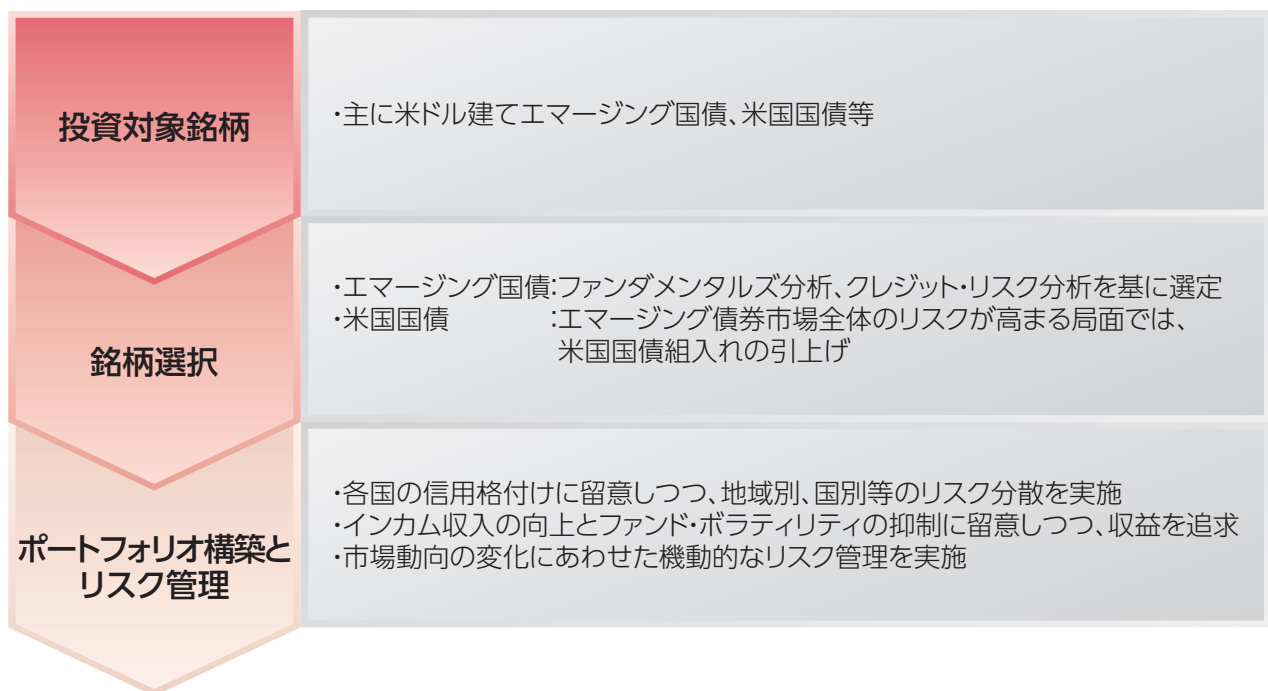 投資対象銘柄
・主に米ドル建てエマージング国債、米国国債等
銘柄選択
・エマージング国債:ファンダメンタルズ分析、クレジット・リスク分析を基に選定
・米国国債　　　　:エマージング債券市場全体のリスクが高まる局面では、
米国国債組入れの引上げ
ポートフォリオ構築と
リスク管理
・各国の信用格付けに留意しつつ、地域別、国別等のリスク分散を実施
・インカム収入の向上とファンド・ボラティリティの抑制に留意しつつ、収益を追求
・市場動向の変化にあわせた機動的なリスク管理を実施